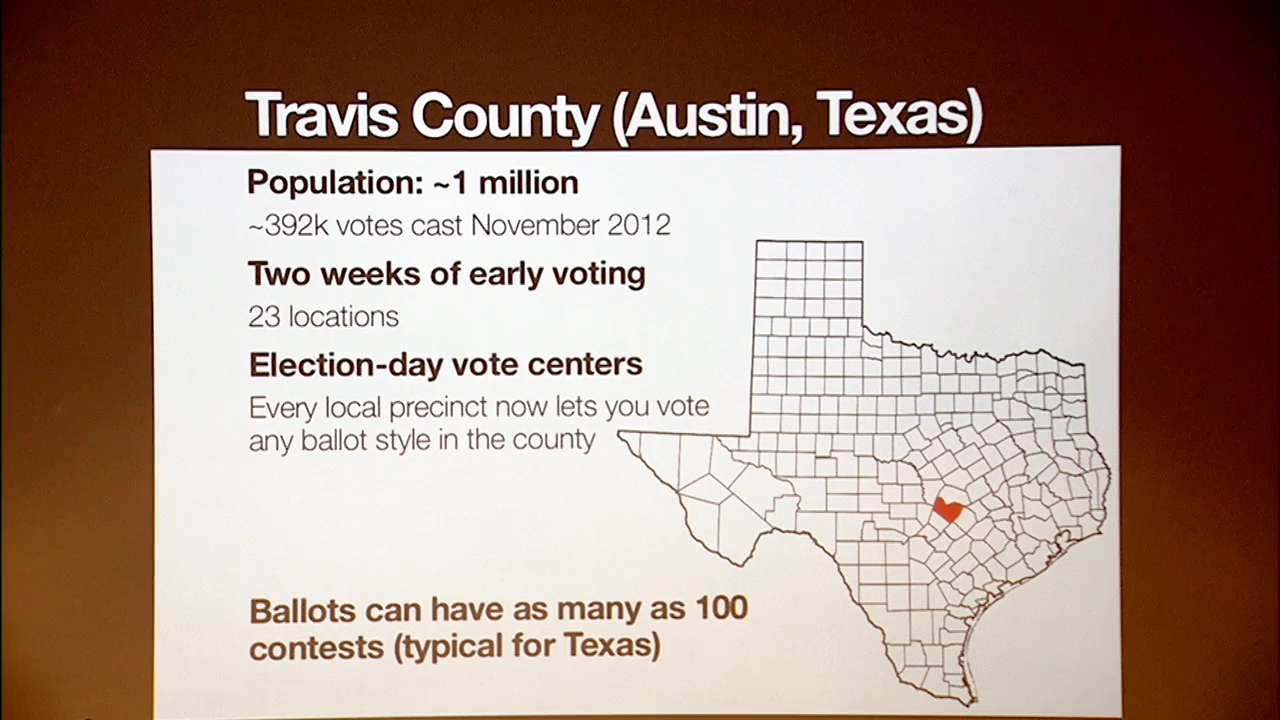 Travis County (Austin, Texas)
Population: ~1 million
~392k votes cast November 2012
Two weeks of early voting
23 locations
Election-day vote centers
Every local precinct now lets you vote
any ballot style in the county
Ballots can have as many as 100
contests (typical for Texas)